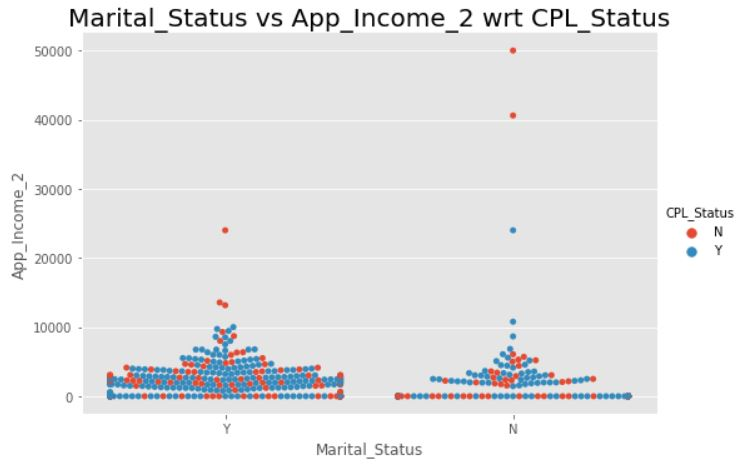 Marital_Status vs App_Income_2 wrt CPL_Status
50000
40000
30000
20000
10000
0
App_Income_2
Y
N
Marital_Status
CPL_Status
N
Y